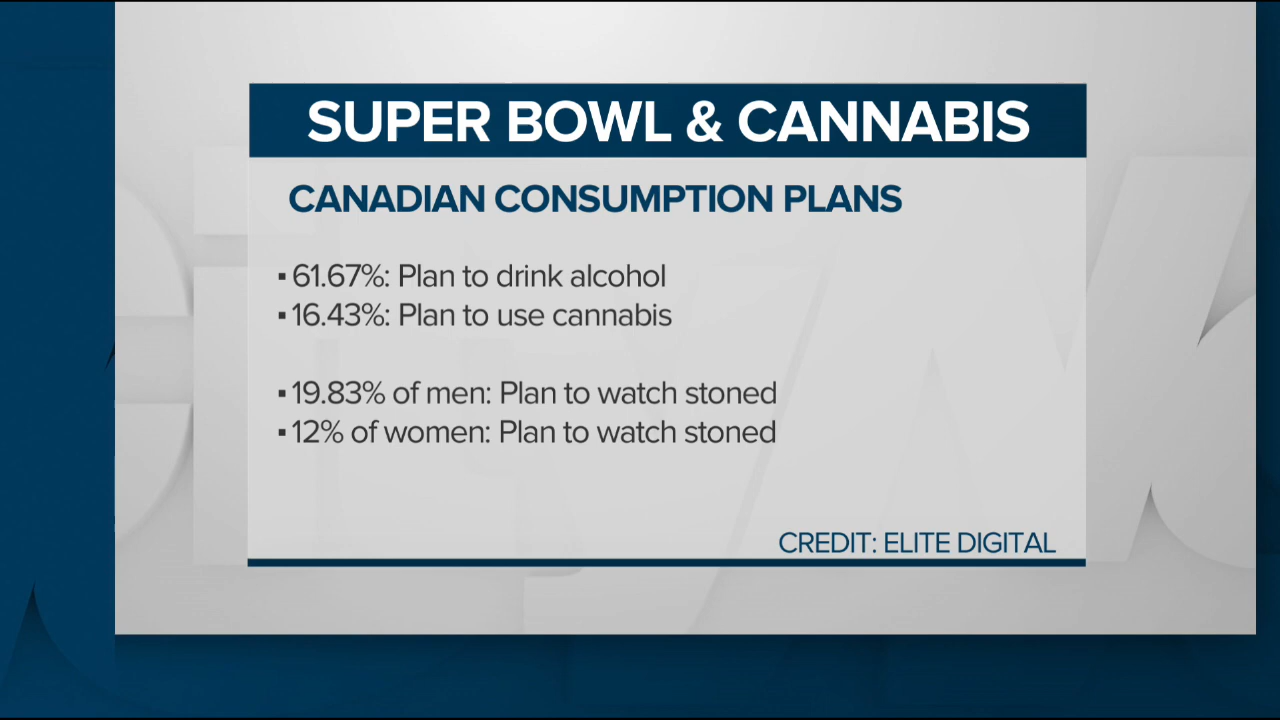 SUPER BOWL & CANNABIS
CANADIAN CONSUMPTION PLANS
▪ 61.67%: Plan to drink alcohol
▪ 16.43%: Plan to use cannabis
▪ 19.83% of men: Plan to watch stoned
▪ 12% of women: Plan to watch stoned
CREDIT: ELITE DIGITAL